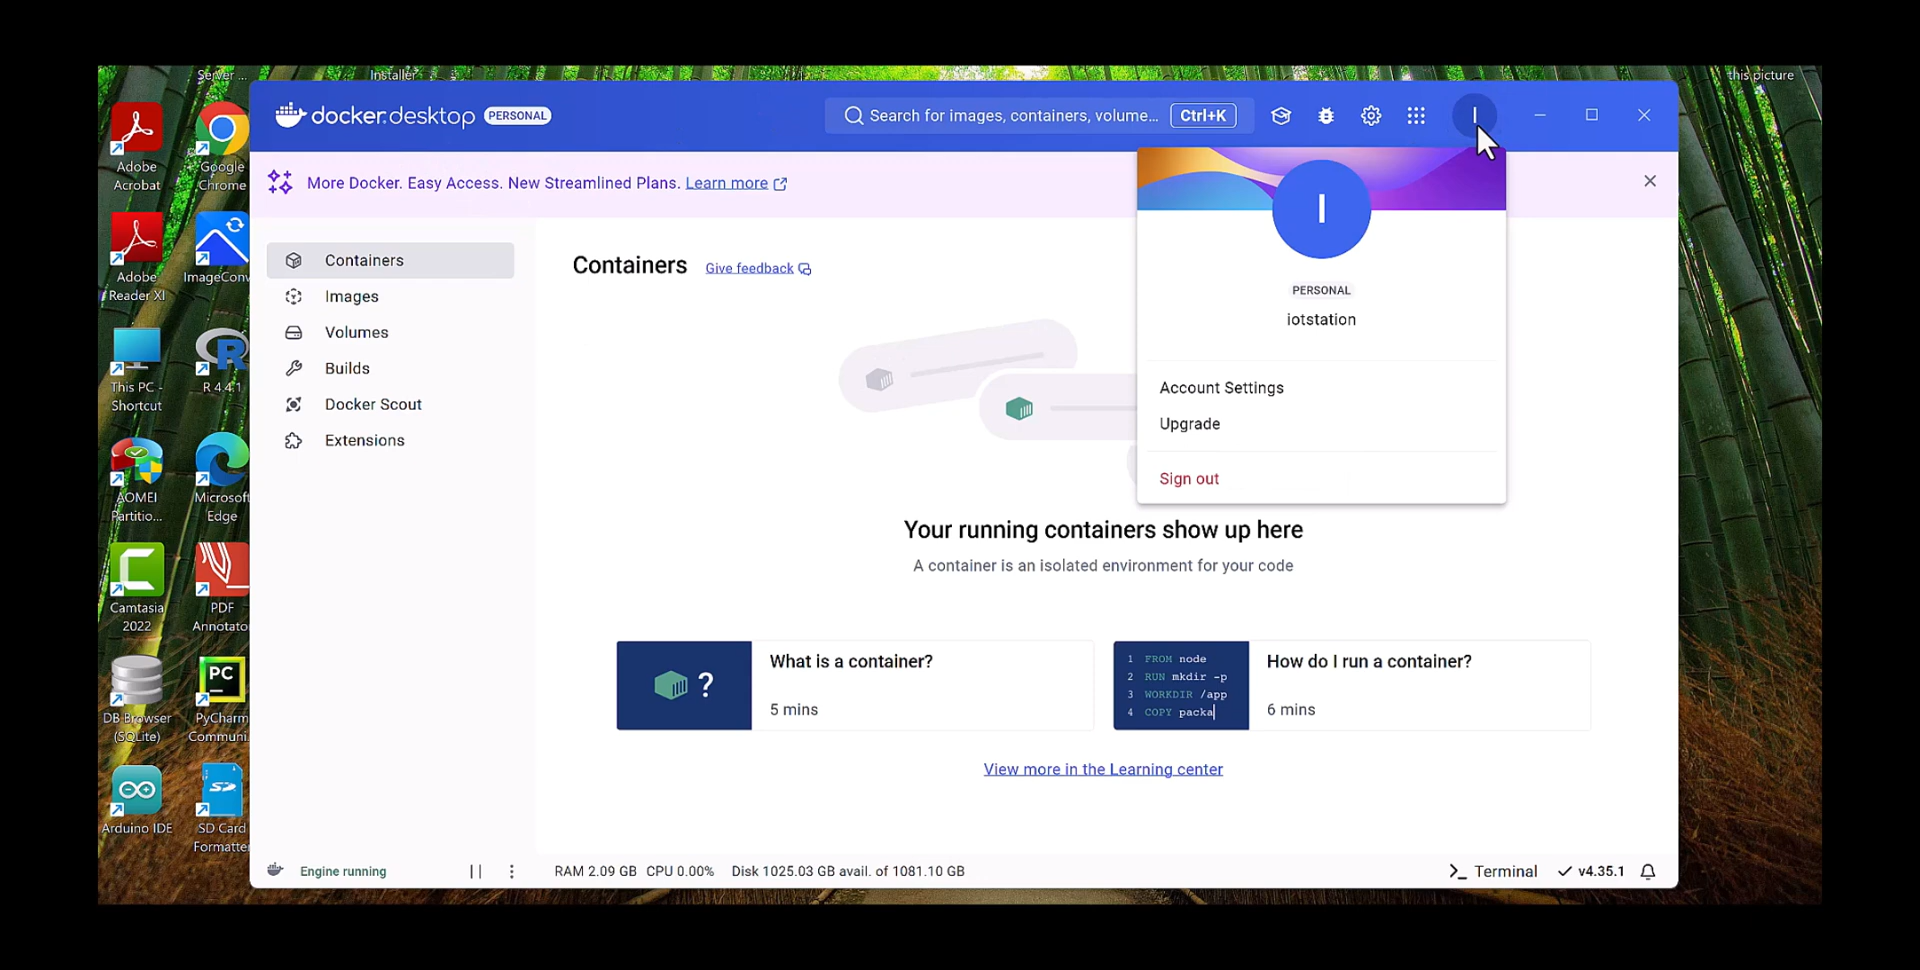 Server ...
Installer
this picture
docker.desktop PERSONAL
Search for images, containers, volume... Ctrl+K
I
More Docker. Easy Access. New Streamlined Plans. Learn more
Containers
Images
Volumes
Builds
Docker Scout
Extensions
Containers Give feedback
I
PERSONAL
iotstation
Account Settings
Upgrade
Sign out
Your running containers show up here
A container is an isolated environment for your code
?
What is a container?
5 mins
1 FROM node
2 RUN mkdir -p
3 WORKDIR /app
4 COPY packa
How do I run a container?
6 mins
View more in the Learning center
Engine running
RAM 2.09 GB CPU 0.00% Disk 1025.03 GB avail. of 1081.10 GB
Terminal
v4.35.1
Adobe
Acrobat
Google
Chrome
Adobe
Reader XI
ImageConv
This PC -
Shortcut
R
R 4.4.1
AOMEI
Partitio...
Microsoft
Edge
C
Camtasia
2022
PDF
Annotato
DB Browser
(SQLite)
PC
PyCharm
Communi...
Arduino IDE
SD
SD Card
Formatte